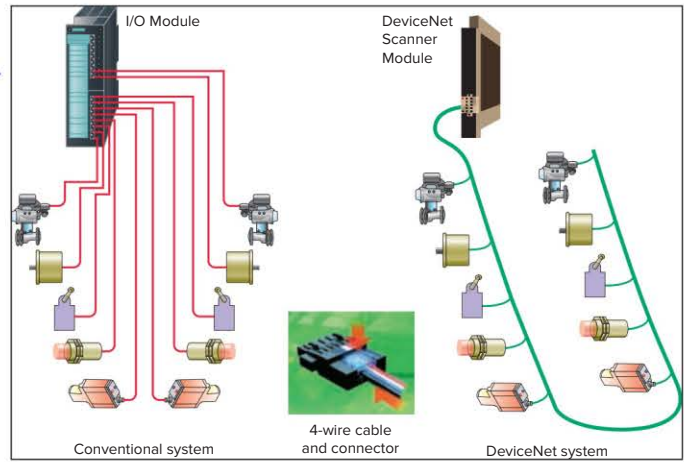 I/O Module
DeviceNet
Scanner
Module
4-wire cable
and connector
Conventional system
DeviceNet system